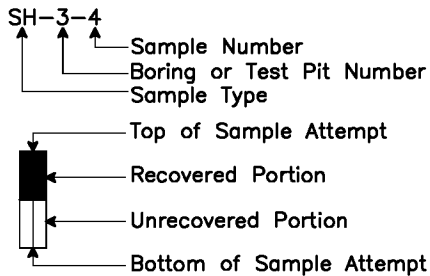 SH-3-4
Sample Number
Boring or Test Pit Number
Sample Type
Top of Sample Attempt
Recovered Portion
Unrecovered Portion
Bottom of Sample Attempt